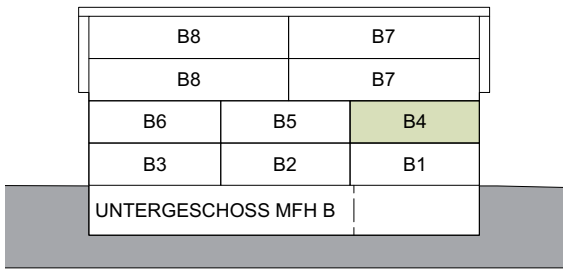 B8 B7
B8 B7
B6 B5 B4
B3 B2 B1
UNTERGESCHOSS MFH B